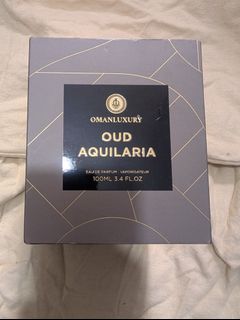 OMANLUXURY
OUD
AQUILARIA
EAU DE PARFUM . VAPORISATEUR
100ML 3.4 FL.OZ